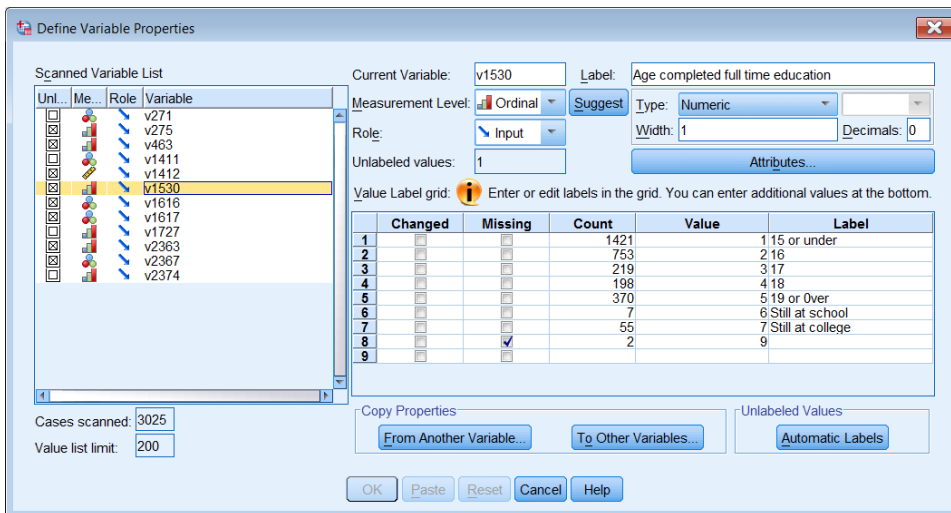 Define Variable Properties
Scanned Variable List
Unl... Me... Role Variable
v271
v275
v463
v1411
v1412
v1530
v1616
v1617
v1727
v2363
v2367
v2374
Cases scanned: 3025
Value list limit: 200
Current Variable: v1530 Label: Age completed full time education
Measurement Level: Ordinal Suggest Type: Numeric
Role: Input Width: 1 Decimals: 0
Unlabeled values: 1 Attributes...
Value Label grid: Enter or edit labels in the grid. You can enter additional values at the bottom.
Changed Missing Count Value Label
1 1421 1 15 or under
2 753 2 16
3 219 3 17
4 198 4 18
5 370 5 19 or 0ver
6 7 6 Still at school
7 55 7 Still at college
8 2 9
9
Copy Properties Unlabeled Values
From Another Variable... To Other Variables... Automatic Labels
OK Paste Reset Cancel Help